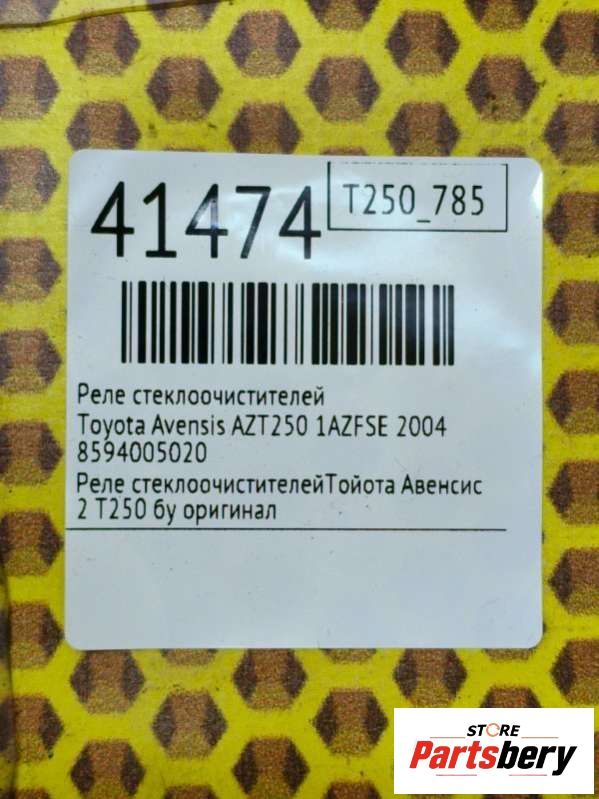 41474
T250_785
Реле стеклоочистителей
Toyota Avensis AZT250 1AZFSE 2004
8594005020
Реле стеклоочистителейТойота Авенсис
2 T250 бу оригинал
STORE
Partsbery